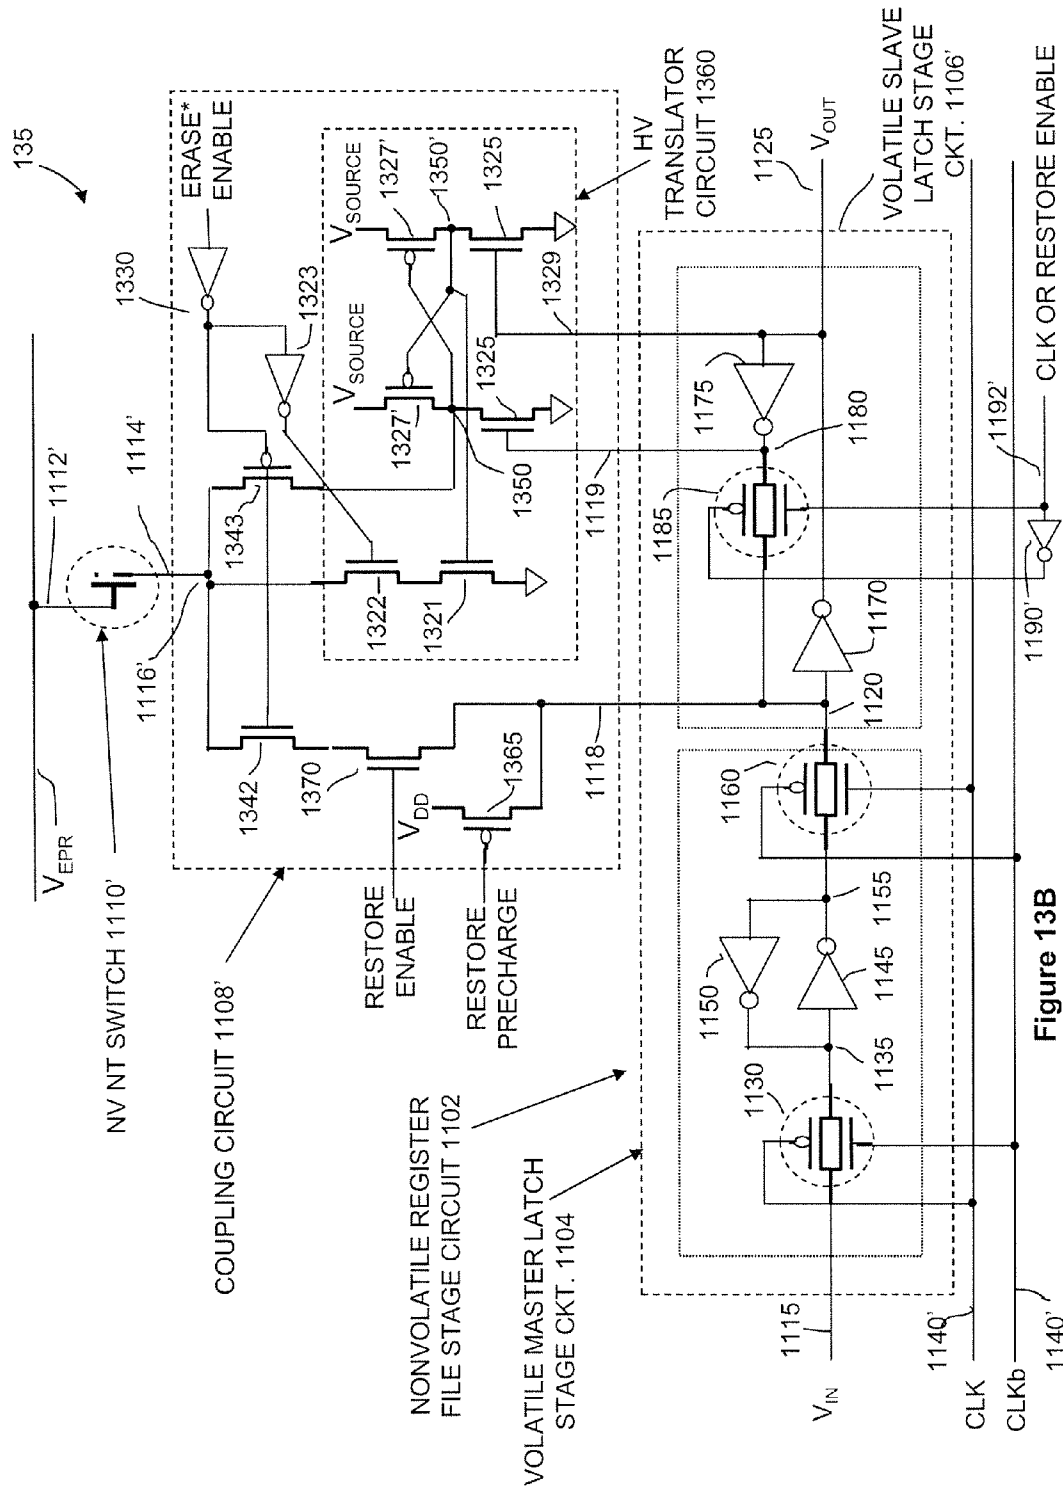 135
V_EPR
1112'
NV NT SWITCH 1110'
1114'
1116'
COUPLING CIRCUIT 1108'
1330
ERASE*
ENABLE
1323
1343
1342
1370
V_DD
1365
RESTORE
ENABLE
RESTORE
PRECHARGE
1322
1321
V_SOURCE
1327'
V_SOURCE
1327'
1350'
1350
1325
1325
1329
HV
TRANSLATOR
CIRCUIT 1360
1118
1119
NONVOLATILE REGISTER
FILE STAGE CIRCUIT 1102
VOLATILE MASTER LATCH
STAGE CKT. 1104
1130
1135
1150
1145
1155
1160
1120
1170
1185
1175
1180
1125
V_OUT
VOLATILE SLAVE
LATCH STAGE
CKT. 1106'
1115
V_IN
1140'
CLK
CLKb
1140'
1190'
1192'
CLK OR RESTORE ENABLE
Figure 13B